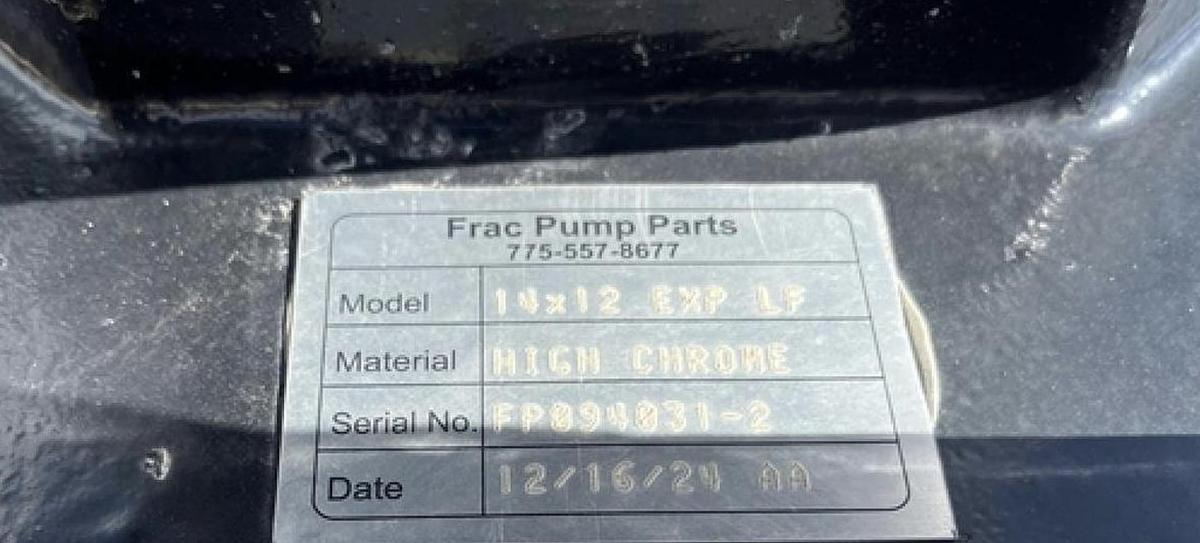 Frac Pump Parts
775-557-8677
Model 14x12 EXP LF
Material HIGH CHROME
Serial No. FP094031-2
Date 12/16/24 AA